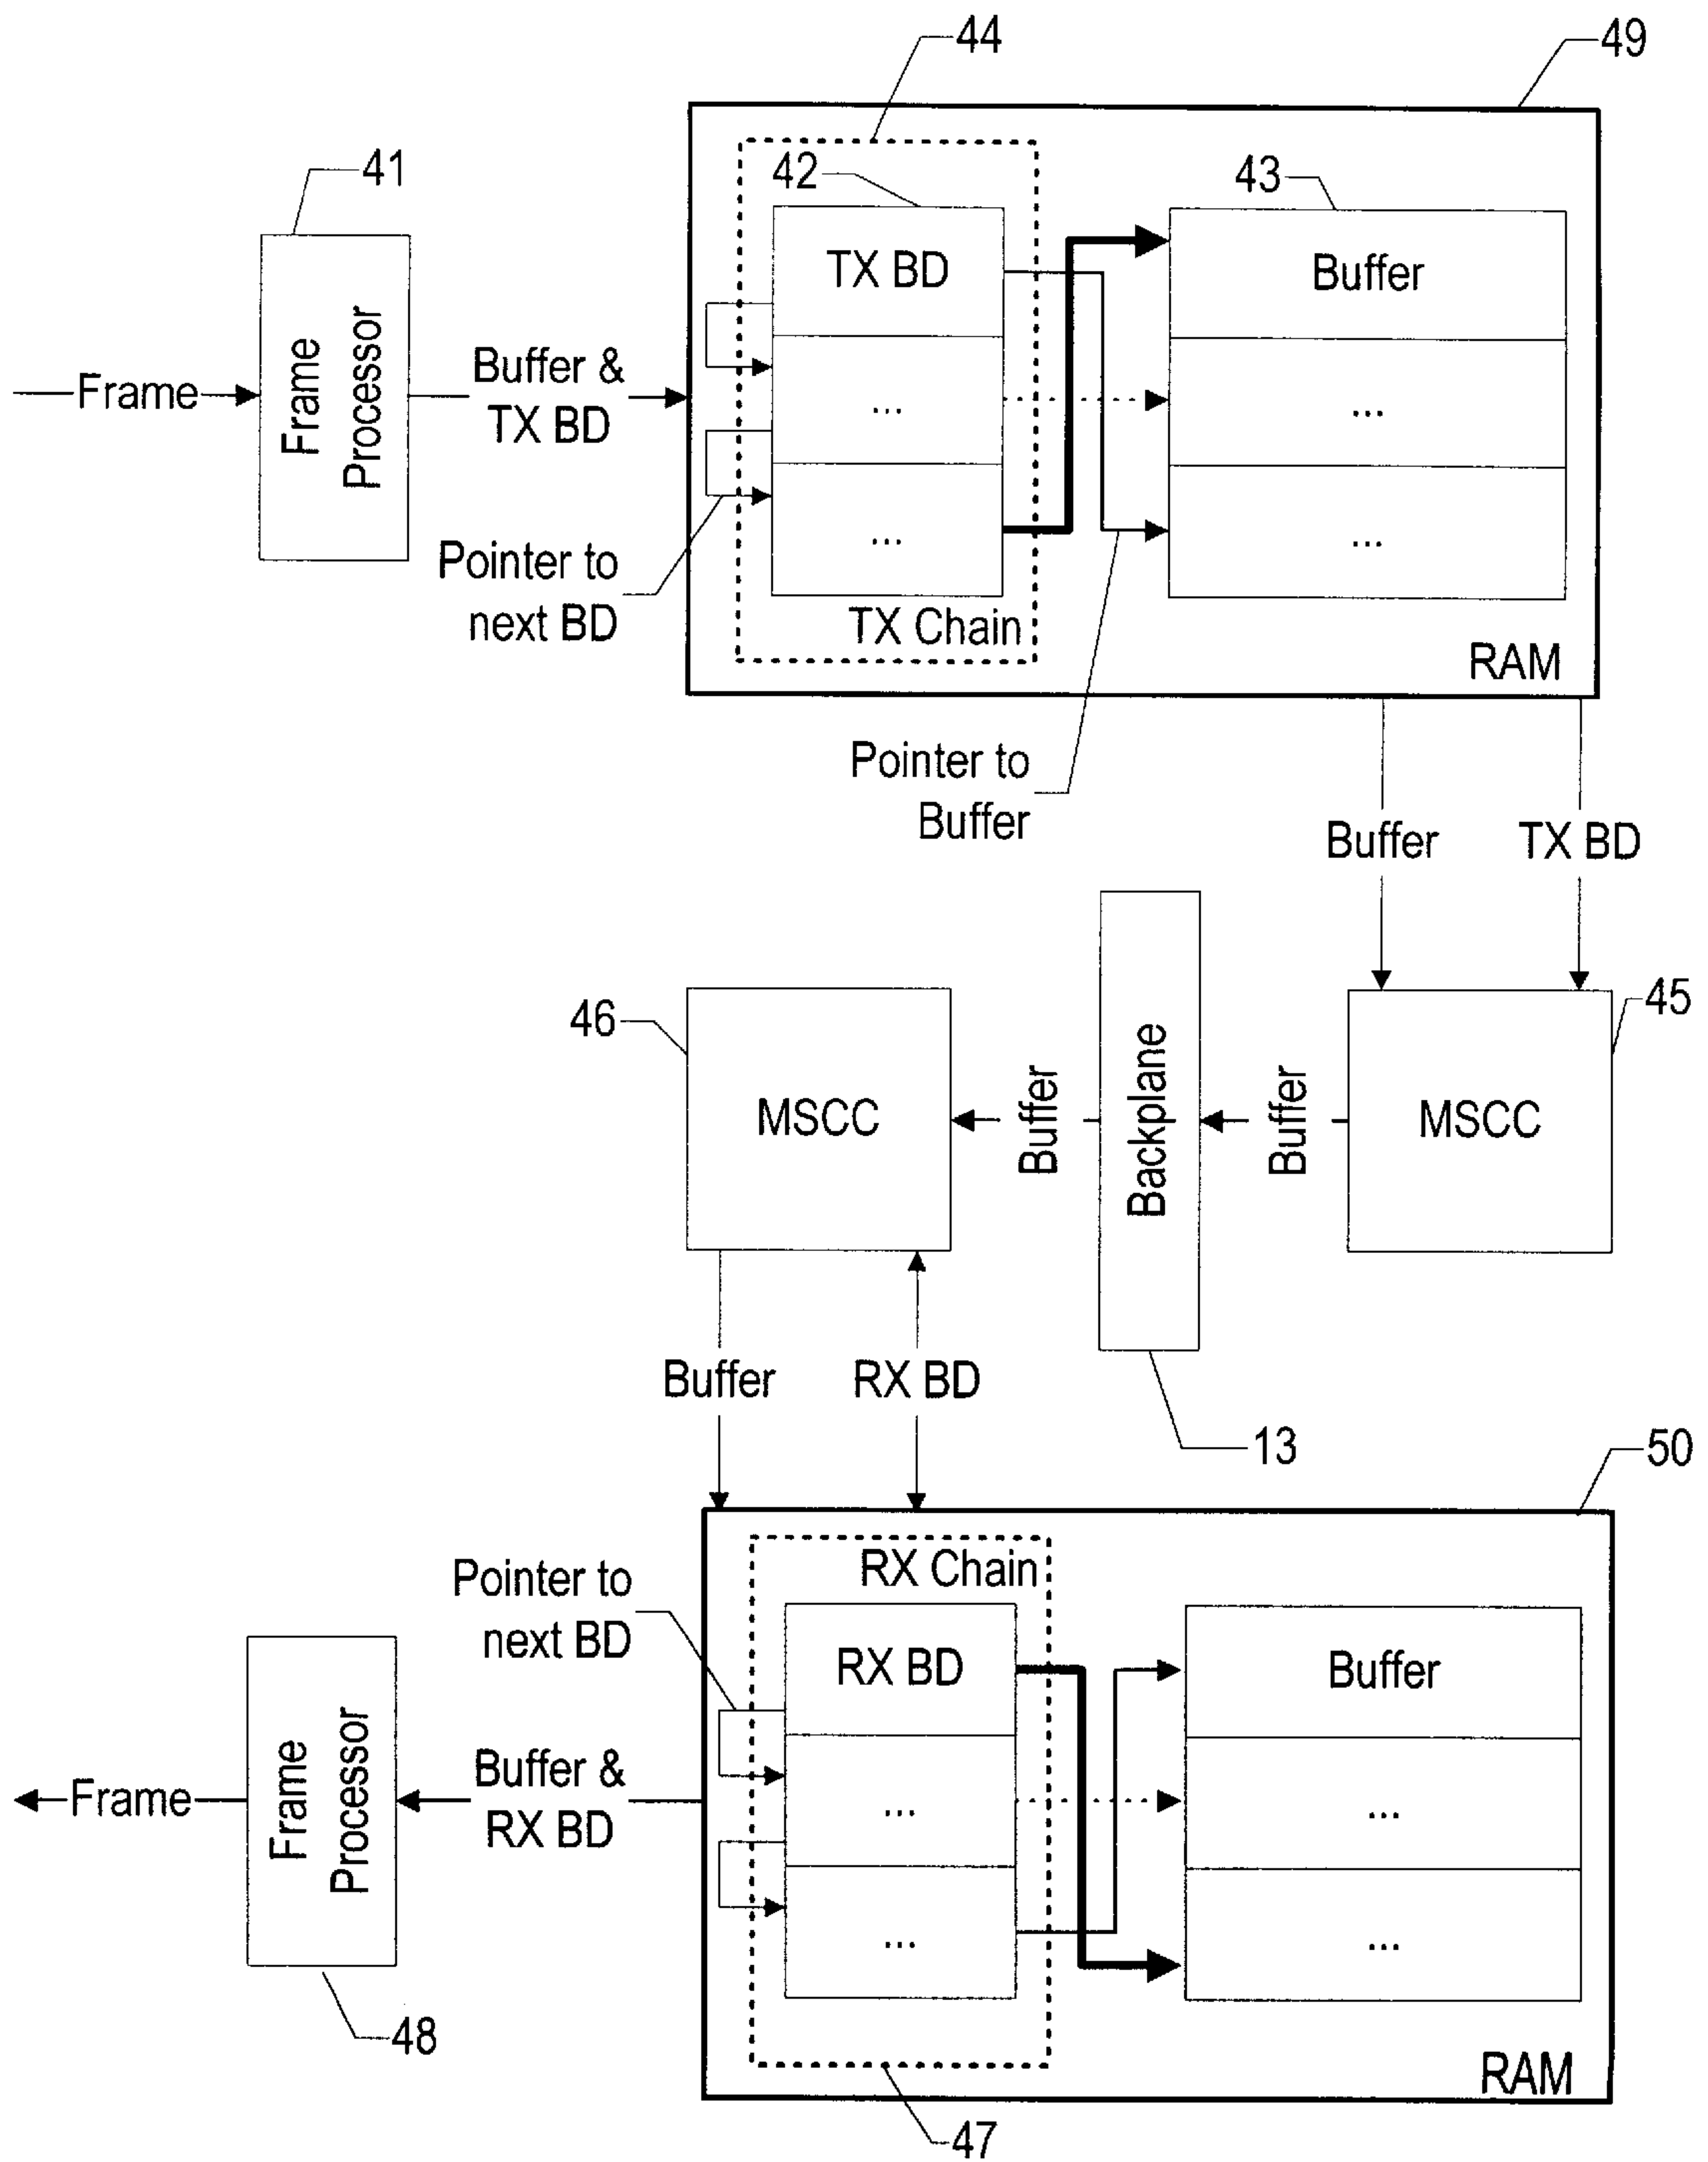 44
49
41
42
43
TX BD
Buffer
Frame
Frame
Processor
Buffer &
TX BD
...
...
...
...
Pointer to
next BD
TX Chain
RAM
Pointer to
Buffer
Buffer
TX BD
46
45
MSCC
Buffer
Backplane
Buffer
MSCC
Buffer
RX BD
13
50
Pointer to
next BD
RX Chain
RX BD
Buffer
Frame
Frame
Processor
Buffer &
RX BD
...
...
...
...
48
RAM
47